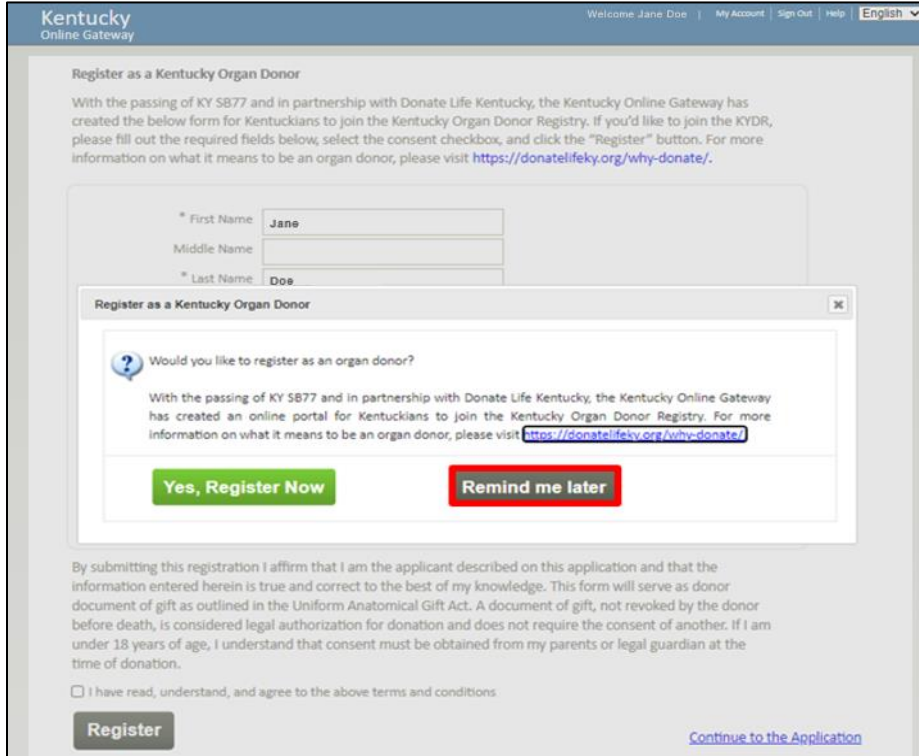 Kentucky
Online Gateway
Welcome Jane Doe | My Account | Sign Out | Help | English
Register as a Kentucky Organ Donor
With the passing of KY SB77 and in partnership with Donate Life Kentucky, the Kentucky Online Gateway has
created the below form for Kentuckians to join the Kentucky Organ Donor Registry. If you'd like to join the KYDR,
please fill out the required fields below, select the consent checkbox, and click the "Register" button. For more
information on what it means to be an organ donor, please visit https://donatelifeky.org/why-donate/.
* First Name Jane
Middle Name
* Last Name Doe
Register as a Kentucky Organ Donor
Would you like to register as an organ donor?
With the passing of KY SB77 and in partnership with Donate Life Kentucky, the Kentucky Online Gateway
has created an online portal for Kentuckians to join the Kentucky Organ Donor Registry. For more
information on what it means to be an organ donor, please visit https://donatelifeky.org/why-donate/.
Yes, Register Now Remind me later
By submitting this registration I affirm that I am the applicant described on this application and that the
information entered herein is true and correct to the best of my knowledge. This form will serve as donor
document of gift as outlined in the Uniform Anatomical Gift Act. A document of gift, not revoked by the donor
before death, is considered legal authorization for donation and does not require the consent of another. If I am
under 18 years of age, I understand that consent must be obtained from my parents or legal guardian at the
time of donation.
I have read, understand, and agree to the above terms and conditions
Register
Continue to the Application